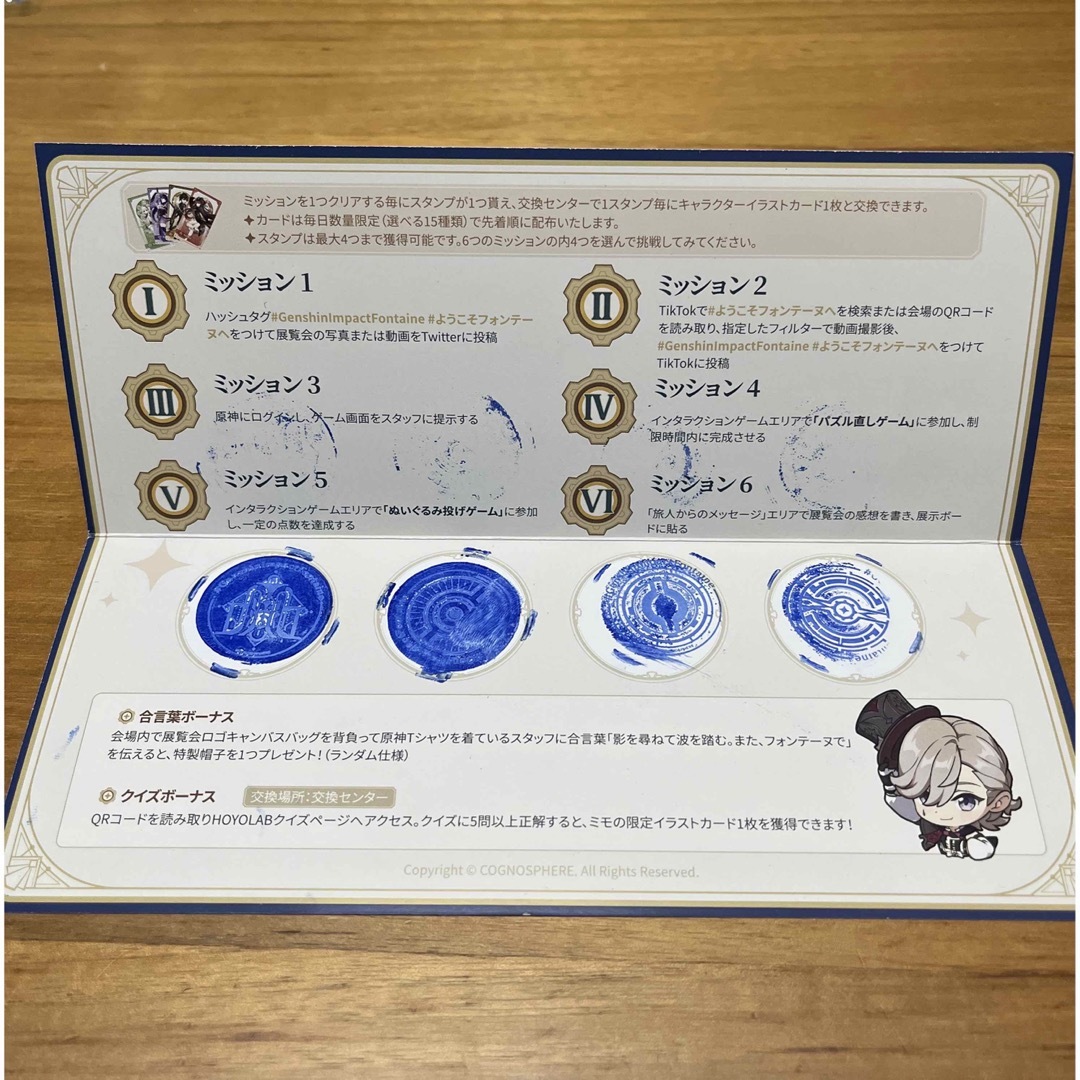 ミッションを1つクリアする毎にスタンプが1つ貰え、交換センターで1スタンプ毎にキャラクターイラストカード1枚と交換できます。
✦カードは毎日数量限定（選べる15種類）で先着順に配布いたします。
✦スタンプは最大4つまで獲得可能です。6つのミッションの内4つを選んで挑戦してみてください。
I
ミッション1
ハッシュタグ#GenshinImpactFontaine #ようこそフォンテー
ヌへをつけて展覧会の写真または動画をTwitterに投稿
II
ミッション2
TikTokで#ようこそフォンテーヌへを検索または会場のQRコード
を読み取り、指定したフィルターで動画撮影後、
#GenshinImpactFontaine #ようこそフォンテーヌへをつけて
TikTokに投稿
III
ミッション3
原神にログインし、ゲーム画面をスタッフに提示する
IV
ミッション4
インタラクションゲームエリアで「パズル直しゲーム」に参加し、制
限時間内に完成させる
V
ミッション5
インタラクションゲームエリアで「ぬいぐるみ投げゲーム」に参加
し、一定の点数を達成する
VI
ミッション6
「旅人からのメッセージ」エリアで展覧会の感想を書き、展示ボー
ドに貼る
合言葉ボーナス
会場内で展覧会ロゴキャンバスバッグを背負って原神Tシャツを着ているスタッフに合言葉「影を尋ねて波を踏む。また、フォンテーヌで」
を伝えると、特製帽子を1つプレゼント！（ランダム仕様）
クイズボーナス 交換場所：交換センター
QRコードを読み取りHOYOLABクイズページへアクセス。クイズに5問以上正解すると、ミモの限定イラストカード1枚を獲得できます！
Copyright © COGNOSPHERE. All Rights Reserved.